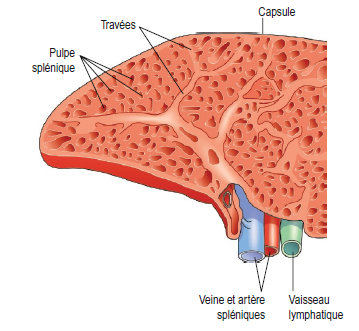 Capsule
Travées
Pulpe
splénique
Veine et artère
spléniques
Vaisseau
lymphatique